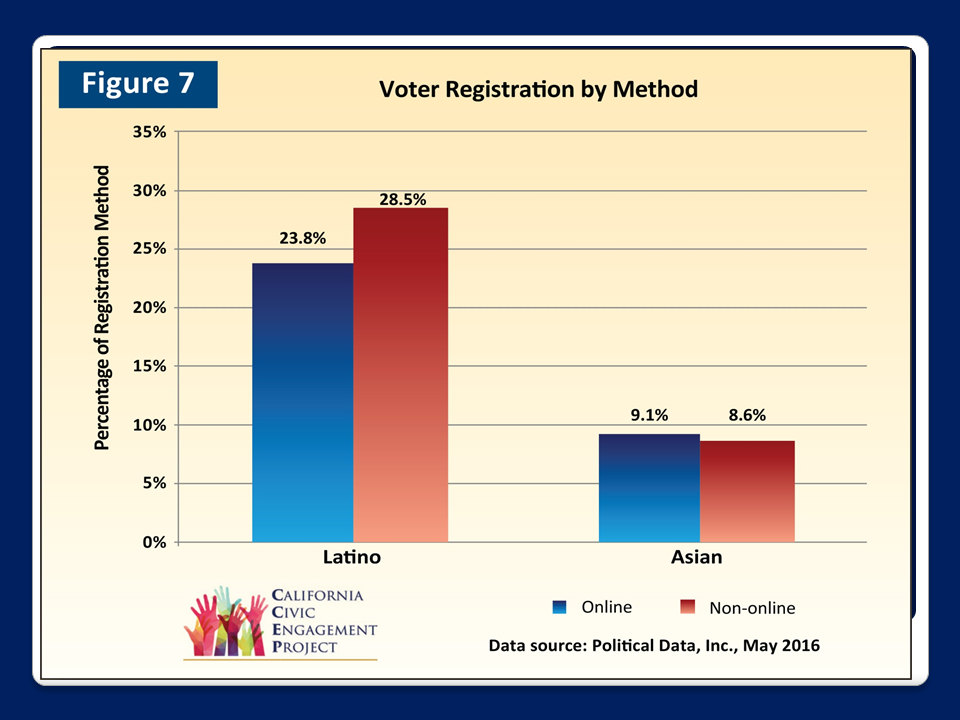 Figure 7
Voter Registration by Method
Percentage of Registration Method
35%
30%
25%
20%
15%
10%
5%
0%
23.8%
28.5%
9.1%
8.6%
Latino
Asian
CALIFORNIA
CIVIC
ENGAGEMENT
PROJECT
Online
Non-online
Data source: Political Data, Inc., May 2016